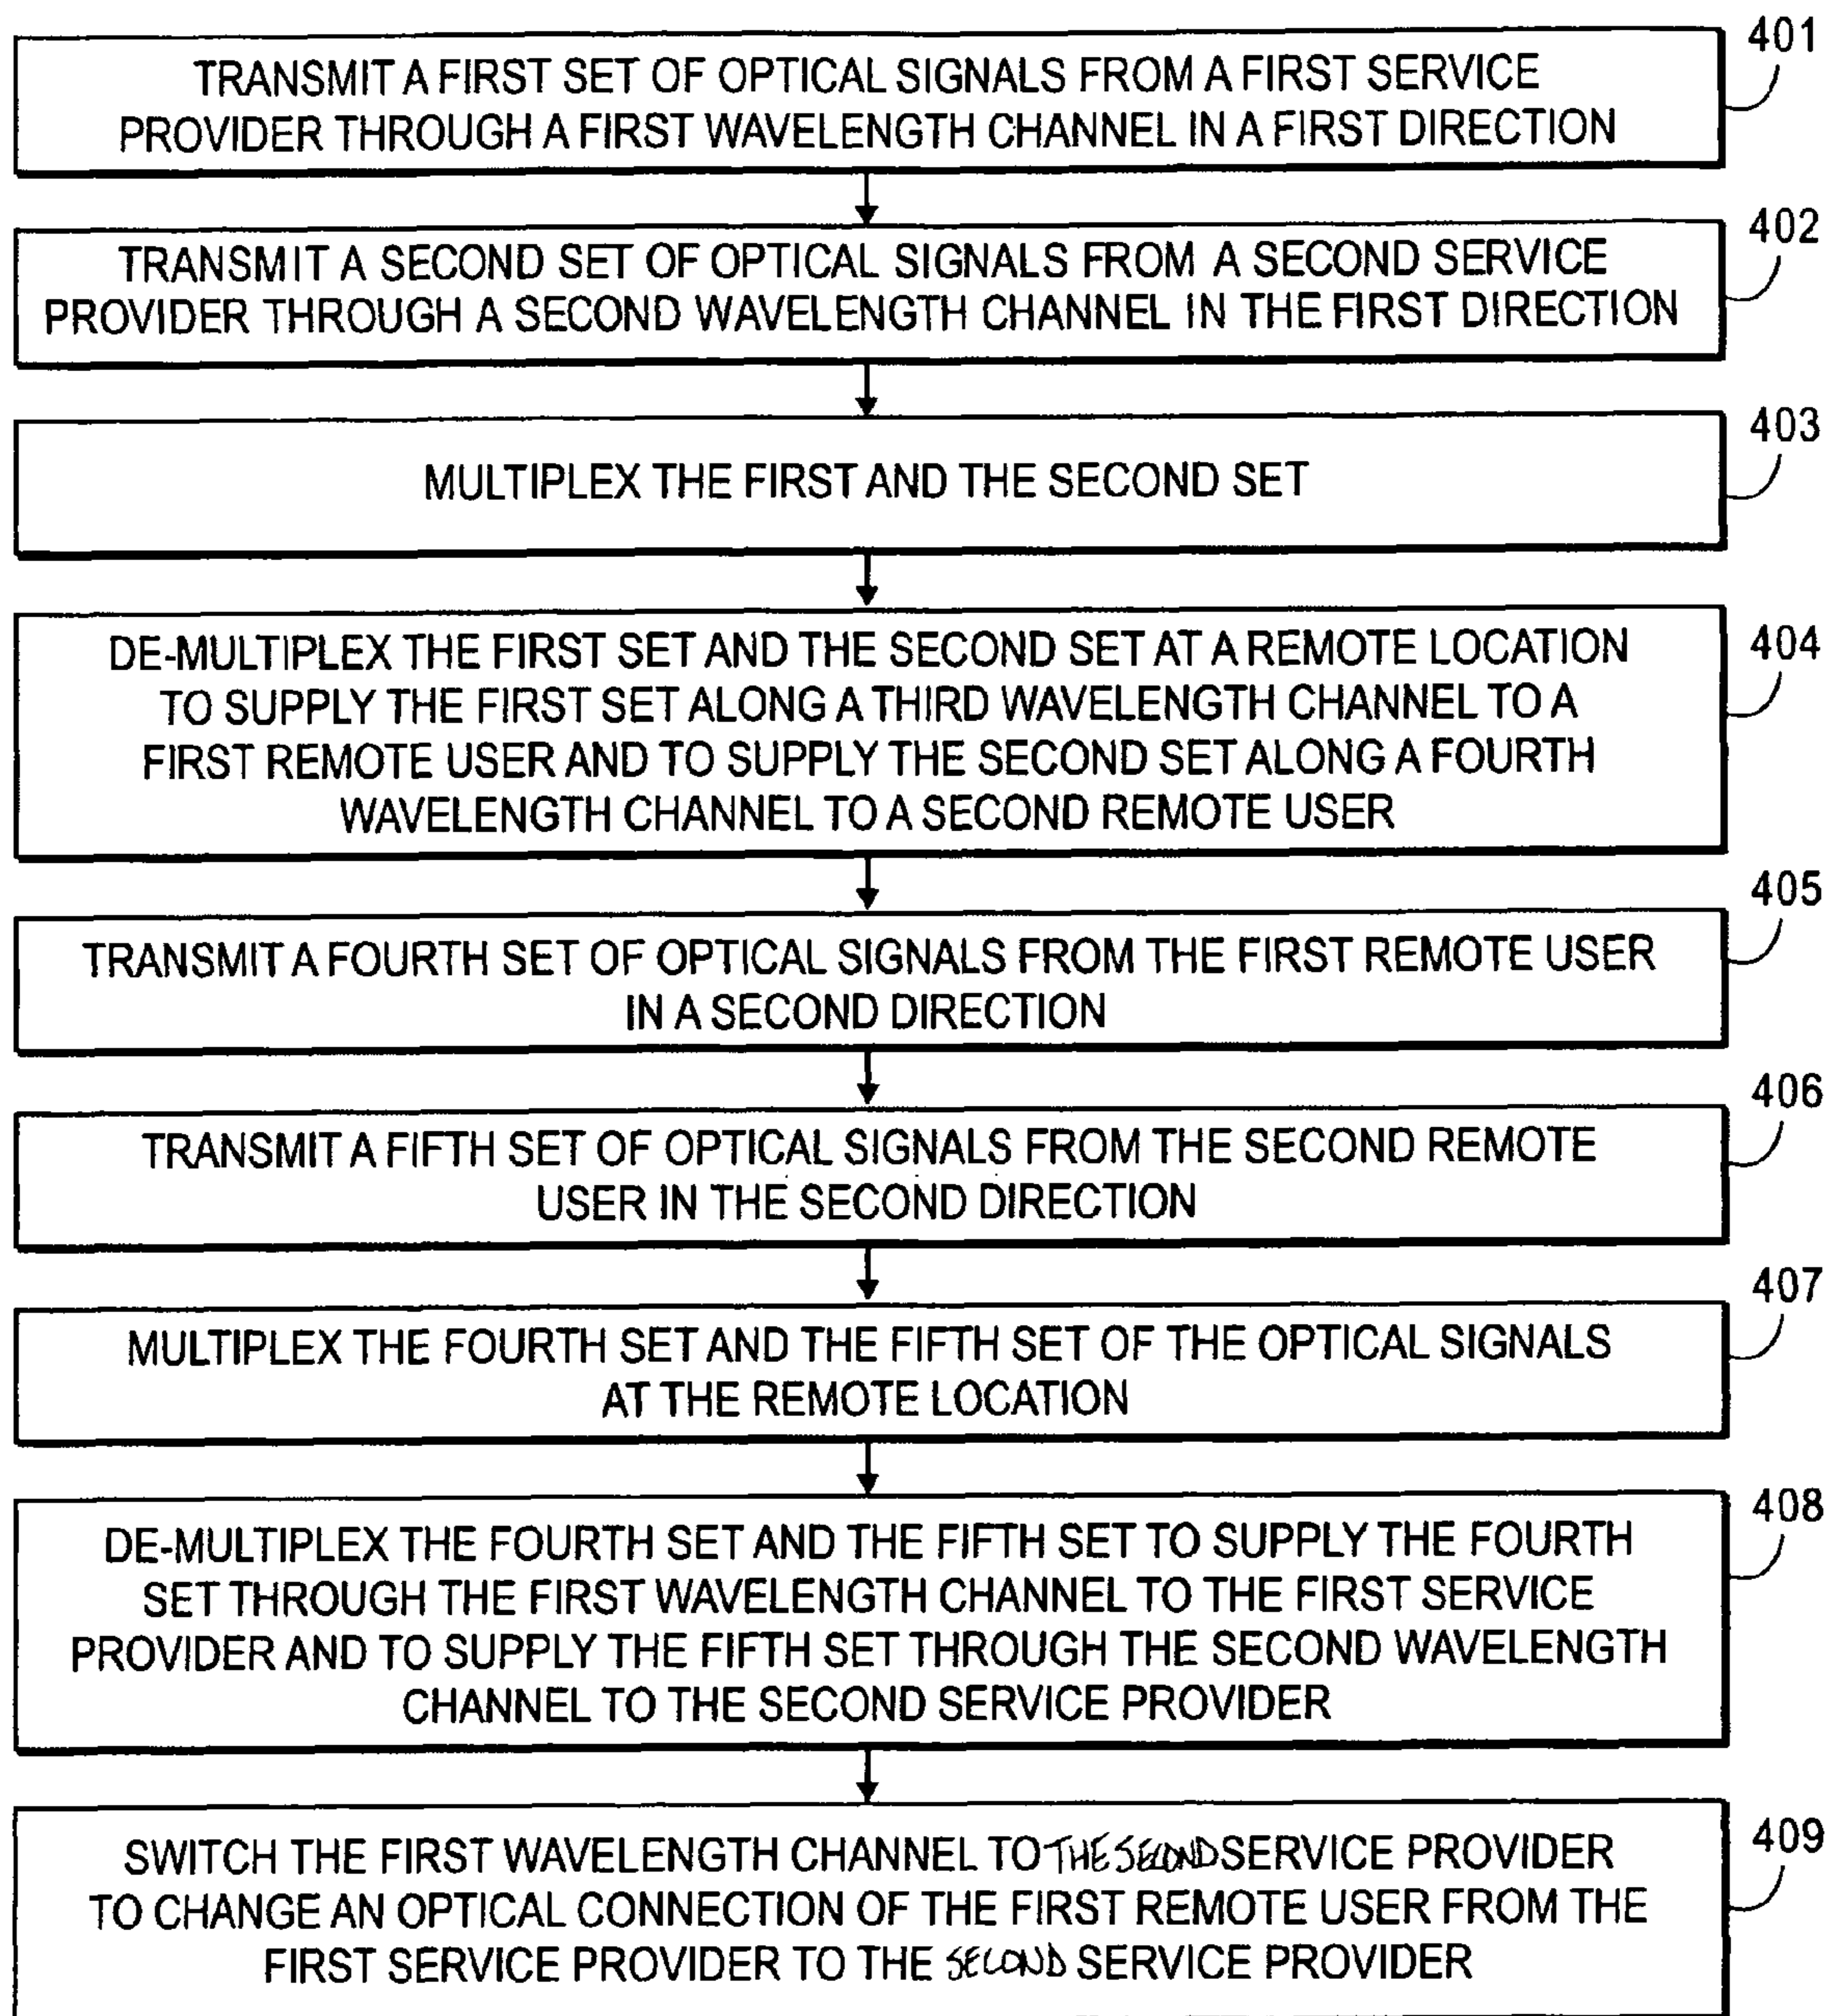 401
TRANSMIT A FIRST SET OF OPTICAL SIGNALS FROM A FIRST SERVICE
PROVIDER THROUGH A FIRST WAVELENGTH CHANNEL IN A FIRST DIRECTION
402
TRANSMIT A SECOND SET OF OPTICAL SIGNALS FROM A SECOND SERVICE
PROVIDER THROUGH A SECOND WAVELENGTH CHANNEL IN THE FIRST DIRECTION
403
MULTIPLEX THE FIRST AND THE SECOND SET
404
DE-MULTIPLEX THE FIRST SET AND THE SECOND SET AT A REMOTE LOCATION
TO SUPPLY THE FIRST SET ALONG A THIRD WAVELENGTH CHANNEL TO A
FIRST REMOTE USER AND TO SUPPLY THE SECOND SET ALONG A FOURTH
WAVELENGTH CHANNEL TO A SECOND REMOTE USER
405
TRANSMIT A FOURTH SET OF OPTICAL SIGNALS FROM THE FIRST REMOTE USER
IN A SECOND DIRECTION
406
TRANSMIT A FIFTH SET OF OPTICAL SIGNALS FROM THE SECOND REMOTE
USER IN THE SECOND DIRECTION
407
MULTIPLEX THE FOURTH SET AND THE FIFTH SET OF THE OPTICAL SIGNALS
AT THE REMOTE LOCATION
408
DE-MULTIPLEX THE FOURTH SET AND THE FIFTH SET TO SUPPLY THE FOURTH
SET THROUGH THE FIRST WAVELENGTH CHANNEL TO THE FIRST SERVICE
PROVIDER AND TO SUPPLY THE FIFTH SET THROUGH THE SECOND WAVELENGTH
CHANNEL TO THE SECOND SERVICE PROVIDER
409
SWITCH THE FIRST WAVELENGTH CHANNEL TO THE SECOND SERVICE PROVIDER
TO CHANGE AN OPTICAL CONNECTION OF THE FIRST REMOTE USER FROM THE
FIRST SERVICE PROVIDER TO THE SECOND SERVICE PROVIDER